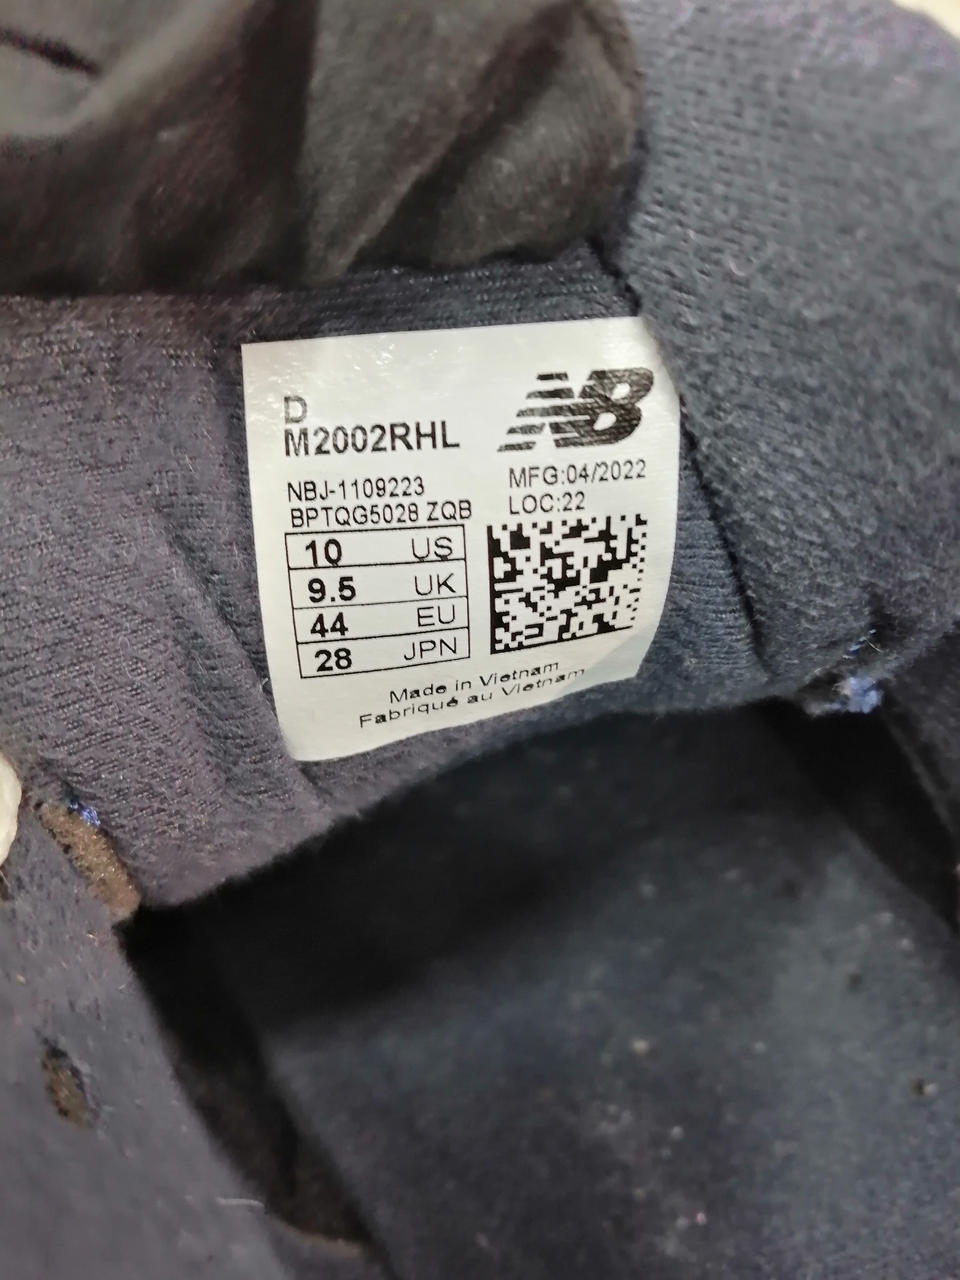 D
M2002RHL
NB
NBJ-1109223
BPTQG5028 ZQB
MFG:04/2022
LOC:22
10 US
9.5 UK
44 EU
28 JPN
Made in Vietnam
Fabriqué au Vietnam